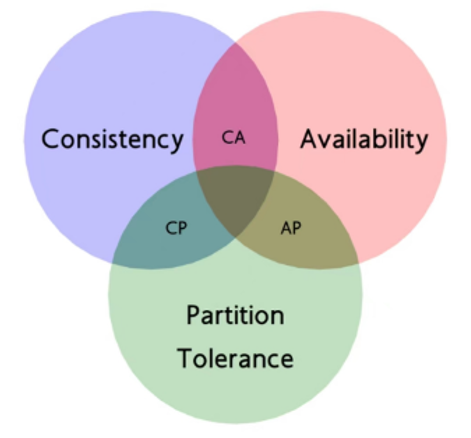 Consistency
CA
Availability
CP
AP
Partition
Tolerance